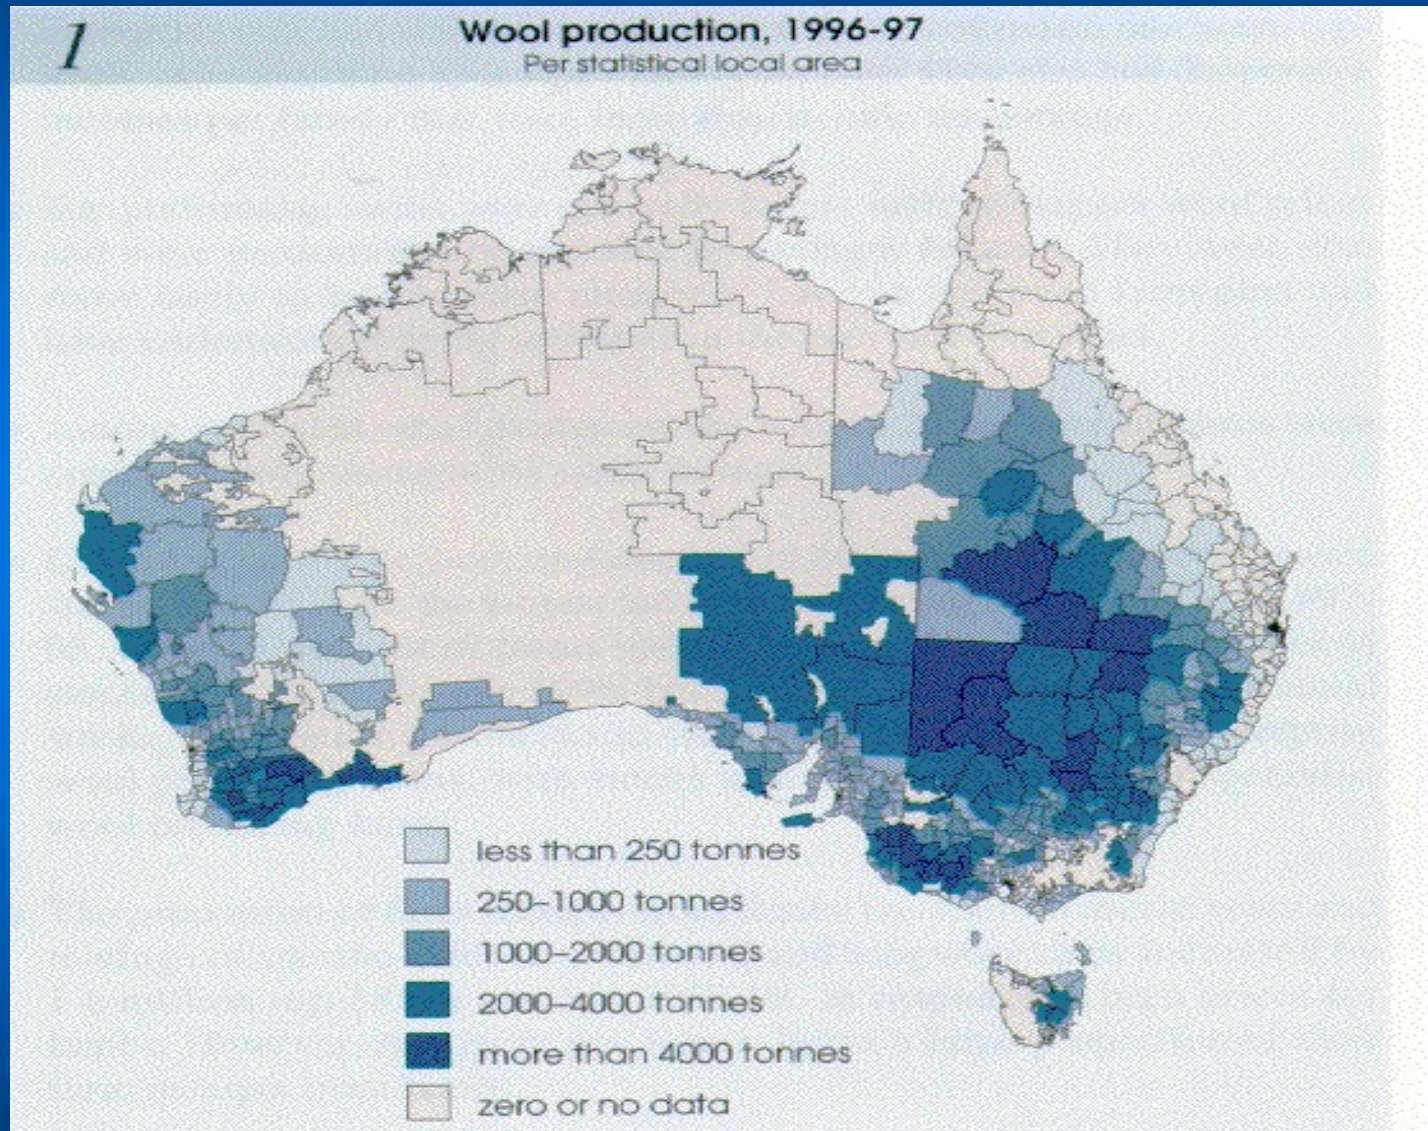 1
Wool production, 1996-97
Per statistical local area
less than 250 tonnes
250–1000 tonnes
1000–2000 tonnes
2000–4000 tonnes
more than 4000 tonnes
zero or no data